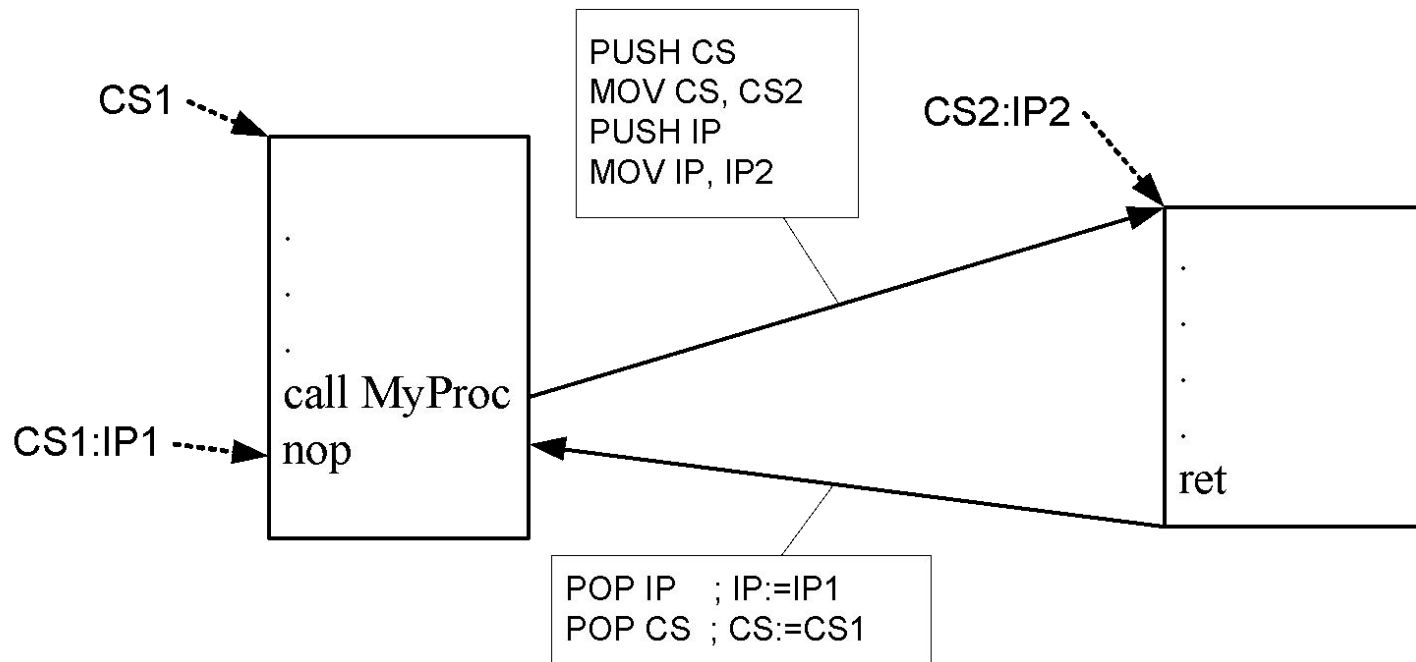 PUSH CS
MOV CS, CS2
PUSH IP
MOV IP, IP2
CS1
CS2:IP2
.
.
.
call MyProc
nop
CS1:IP1
.
.
.
.
ret
POP IP ; IP:=IP1
POP CS ; CS:=CS1